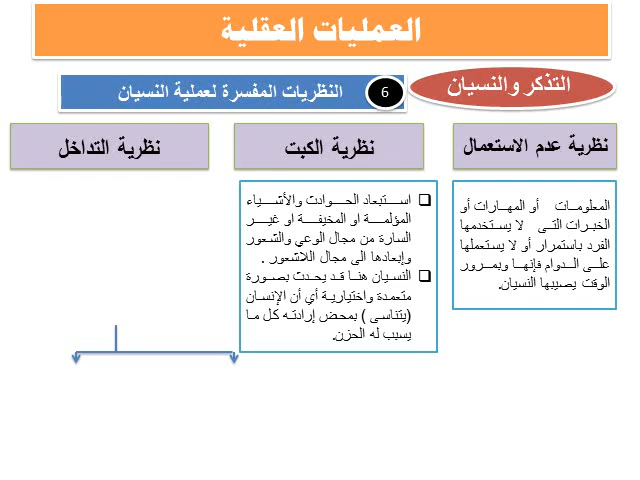 العمليات العقلية
التذكر والنسيان
6 النظريات المفسرة لعملية النسيان
نظرية عدم الاستعمال
نظرية الكبت
نظرية التداخل
المعلومات أو المهارات أو
الخبرات التى لا يستخدمها
الفرد باستمرار أو لا يستعملها
على الدوام فإنها وبمرور
الوقت يصيبها النسيان.
استبعاد الحوادث والأشياء
المؤلمة او المخيفة او غير
السارة من مجال الوعي والشعور
وإبعادها الى مجال اللاشعور .
النسيان هنا قد يحدث بصورة
متعمدة واختيارية أي أن الإنسان
(يتناسى ) بمحض إرادته كل ما
يسبب له الحزن.